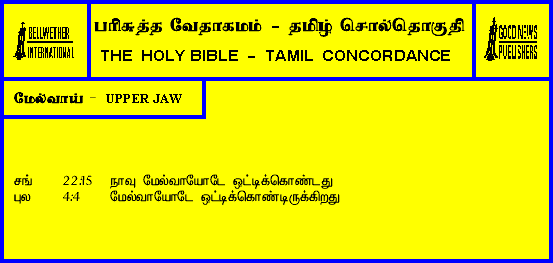 BELLWETHER
INTERNATIONAL
பரிசுத்த வேதாகமம் - தமிழ் சொல்தொகுதி
THE HOLY BIBLE - TAMIL CONCORDANCE
GOOD NEWS
PUBLISHERS
மேல்வாய் - UPPER JAW
சங் 22:15 நாவு மேல்வாயோடே ஒட்டிக்கொண்டது
புல 4:4 மேல்வாயோடே ஒட்டிக்கொண்டிருக்கிறது